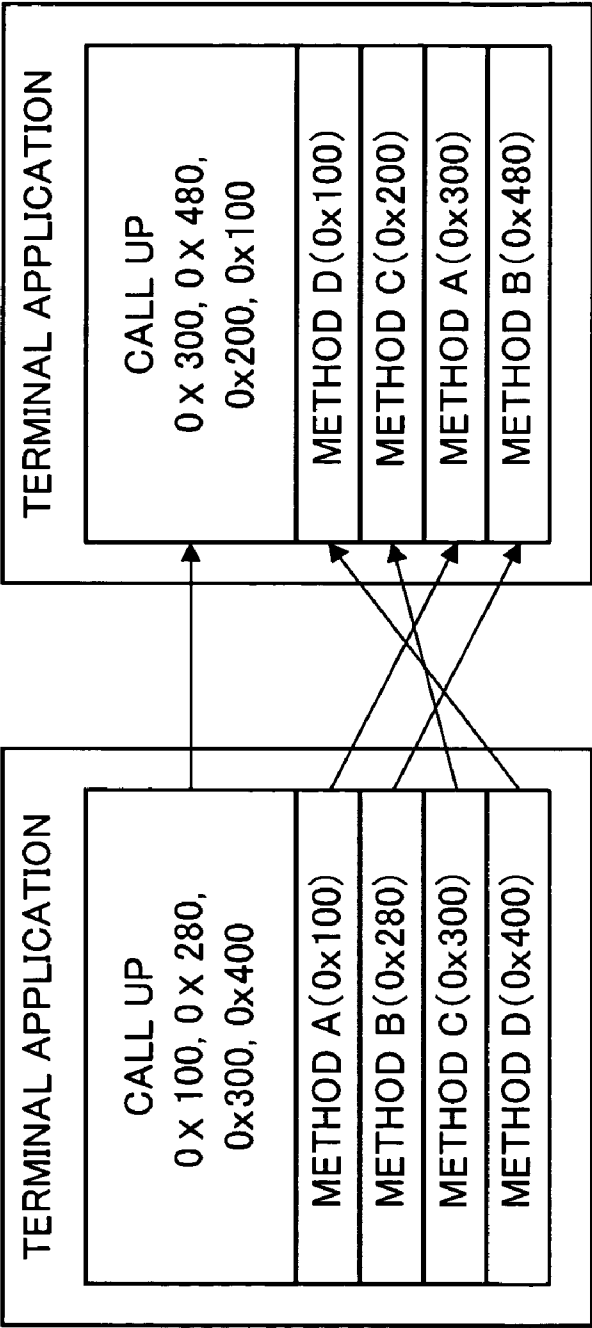 TERMINAL APPLICATION
CALL UP
0 X 100, 0 X 280,
0x300, 0x400
METHOD A(0x100)
METHOD B(0x280)
METHOD C(0x300)
METHOD D(0x400)
TERMINAL APPLICATION
CALL UP
0 X 300, 0 X 480,
0x200, 0x100
METHOD D(0x100)
METHOD C(0x200)
METHOD A(0x300)
METHOD B(0x480)